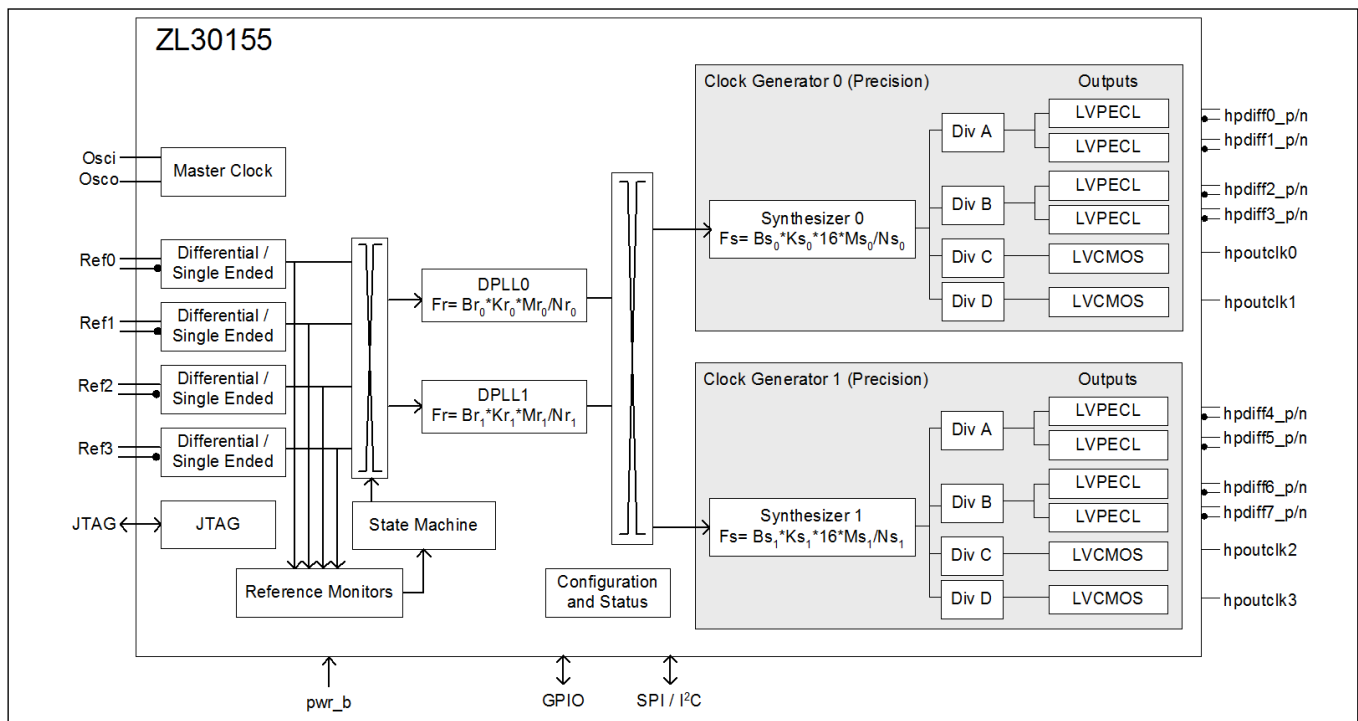 ZL30155
Osci
Osco
Master Clock
Ref0
Differential /
Single Ended
Ref1
Differential /
Single Ended
Ref2
Differential /
Single Ended
Ref3
Differential /
Single Ended
JTAG
JTAG
State Machine
Reference Monitors
DPLL0
Fr= Br₀*Kr₀*Mr₀/Nr₀
DPLL1
Fr= Br₁*Kr₁*Mr₁/Nr₁
Configuration
and Status
Clock Generator 0 (Precision)
Outputs
Synthesizer 0
Fs= Bs₀*Ks₀*16*Ms₀/Ns₀
Div A
LVPECL
hpdiff0_p/n
LVPECL
hpdiff1_p/n
Div B
LVPECL
hpdiff2_p/n
LVPECL
hpdiff3_p/n
Div C
LVCMOS
hpoutclk0
Div D
LVCMOS
hpoutclk1
Clock Generator 1 (Precision)
Outputs
Synthesizer 1
Fs= Bs₁*Ks₁*16*Ms₁/Ns₁
Div A
LVPECL
hpdiff4_p/n
LVPECL
hpdiff5_p/n
Div B
LVPECL
hpdiff6_p/n
LVPECL
hpdiff7_p/n
Div C
LVCMOS
hpoutclk2
Div D
LVCMOS
hpoutclk3
pwr_b
GPIO
SPI / I²C